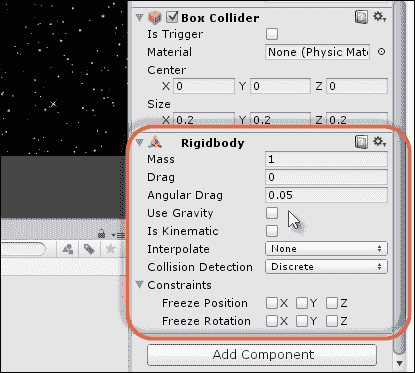 Box Collider
Is Trigger
Material None (Physic Mate
Center
X 0 Y 0 Z 0
Size
X 0.2 Y 0.2 Z 0.2
Rigidbody
Mass 1
Drag 0
Angular Drag 0.05
Use Gravity
Is Kinematic
Interpolate None
Collision Detection Discrete
Constraints
Freeze Position X Y Z
Freeze Rotation X Y Z
Add Component